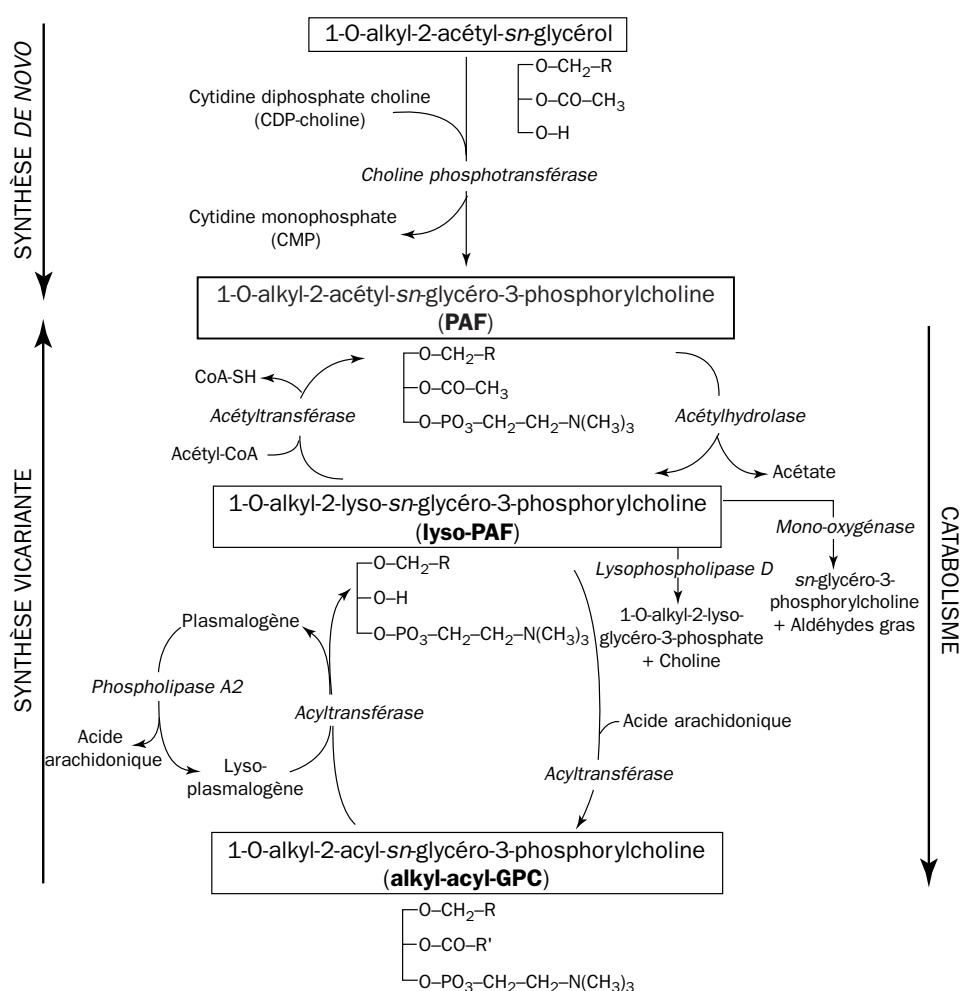 1-O-alkyl-2-acétyl-sn-glycérol
O–CH2–R
O–CO–CH3
O–H
Cytidine diphosphate choline
(CDP-choline)
Choline phosphotransférase
Cytidine monophosphate
(CMP)
SYNTHÈSE DE NOVO
1-O-alkyl-2-acétyl-sn-glycéro-3-phosphorylcholine
(PAF)
O–CH2–R
O–CO–CH3
O–PO3–CH2–CH2–N(CH3)3
CoA-SH
Acétyltransférase
Acétyl-CoA
Acétylhydrolase
Acétate
1-O-alkyl-2-lyso-sn-glycéro-3-phosphorylcholine
(lyso-PAF)
O–CH2–R
O–H
O–PO3–CH2–CH2–N(CH3)3
Mono-oxygénase
sn-glycéro-3-
phosphorylcholine
+ Aldéhydes gras
Lysophospholipase D
1-O-alkyl-2-lyso-
glycéro-3-phosphate
+ Choline
SYNTHÈSE VICARIANTE
CATABOLISME
Plasmalogène
Phospholipase A2
Acide
arachidonique
Lyso-
plasmalogène
Acyltransférase
Acide arachidonique
Acyltransférase
1-O-alkyl-2-acyl-sn-glycéro-3-phosphorylcholine
(alkyl-acyl-GPC)
O–CH2–R
O–CO–R'
O–PO3–CH2–CH2–N(CH3)3